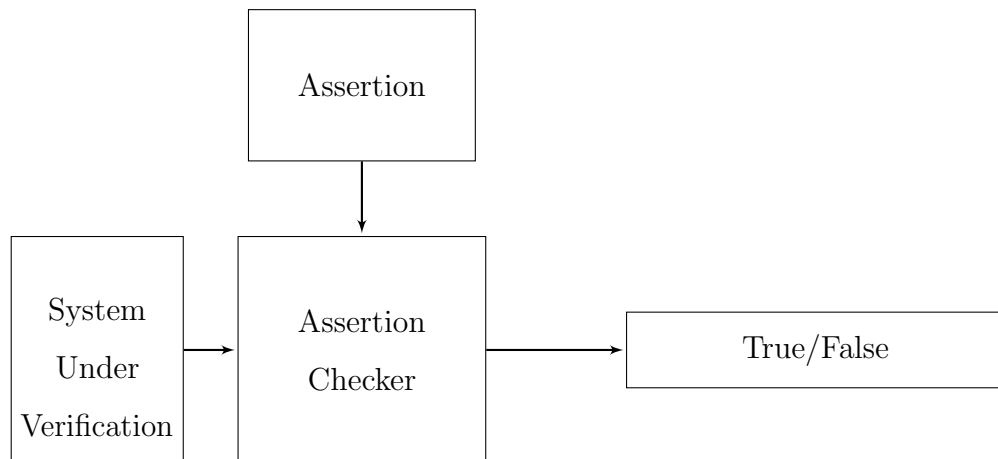 Assertion
System
Under
Verification
Assertion
Checker
True/False